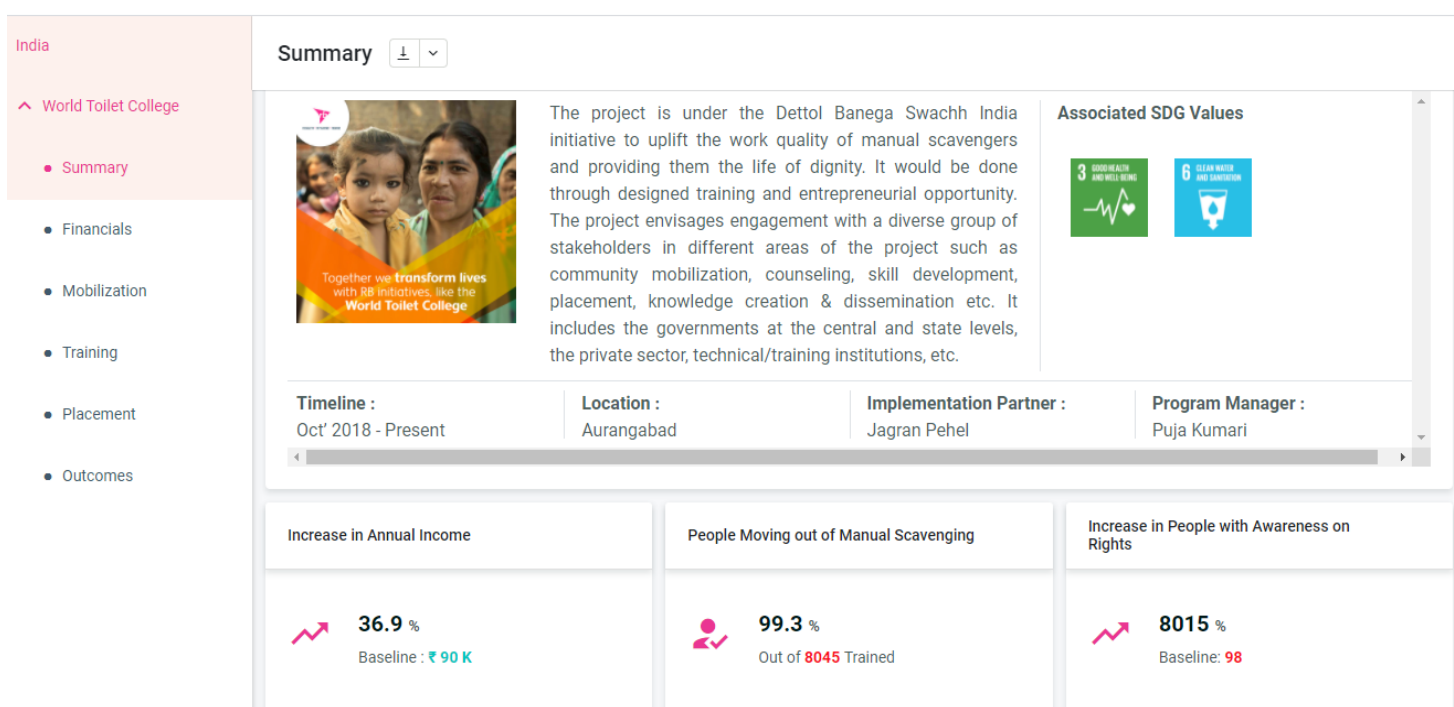 India
World Toilet College
Summary
Financials
Mobilization
Training
Placement
Outcomes
Summary
Together we transform lives
with RB initiatives, like the
World Toilet College
The project is under the Dettol Banega Swachh India
initiative to uplift the work quality of manual scavengers
and providing them the life of dignity. It would be done
through designed training and entrepreneurial opportunity.
The project envisages engagement with a diverse group of
stakeholders in different areas of the project such as
community mobilization, counseling, skill development,
placement, knowledge creation & dissemination etc. It
includes the governments at the central and state levels,
the private sector, technical/training institutions, etc.
Associated SDG Values
3 GOOD HEALTH
AND WELL-BEING
6 CLEAN WATER
AND SANITATION
Timeline :
Oct’ 2018 - Present
Location :
Aurangabad
Implementation Partner :
Jagran Pehel
Program Manager :
Puja Kumari
Increase in Annual Income
36.9 %
Baseline : ₹ 90 K
People Moving out of Manual Scavenging
99.3 %
Out of 8045 Trained
Increase in People with Awareness on
Rights
8015 %
Baseline: 98